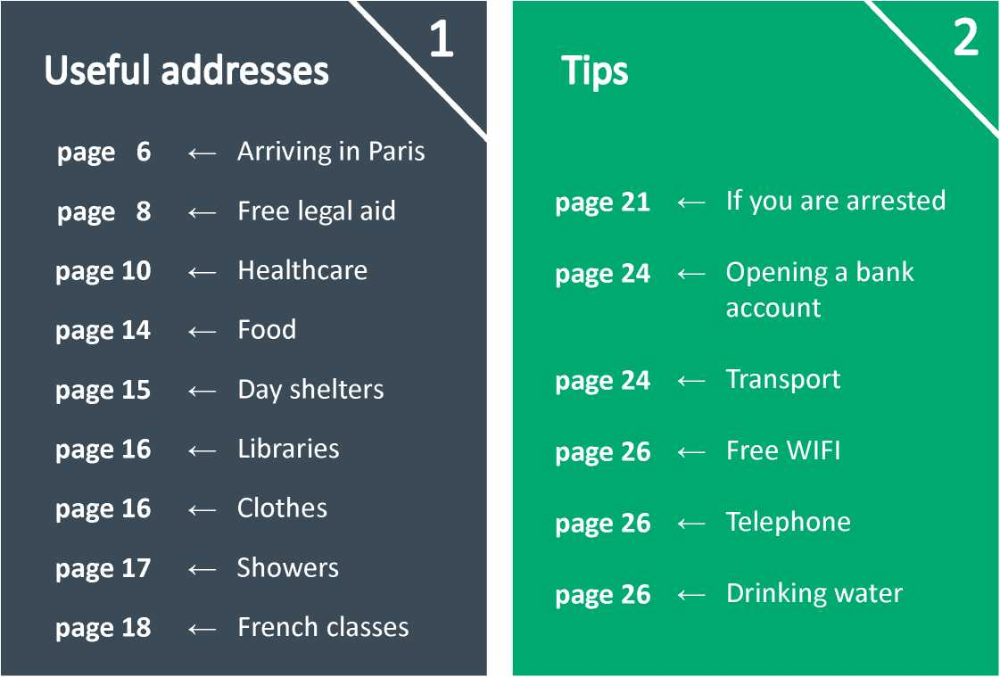 1
Useful addresses
page 6 ← Arriving in Paris
page 8 ← Free legal aid
page 10 ← Healthcare
page 14 ← Food
page 15 ← Day shelters
page 16 ← Libraries
page 16 ← Clothes
page 17 ← Showers
page 18 ← French classes
2
Tips
page 21 ← If you are arrested
page 24 ← Opening a bank
account
page 24 ← Transport
page 26 ← Free WIFI
page 26 ← Telephone
page 26 ← Drinking water